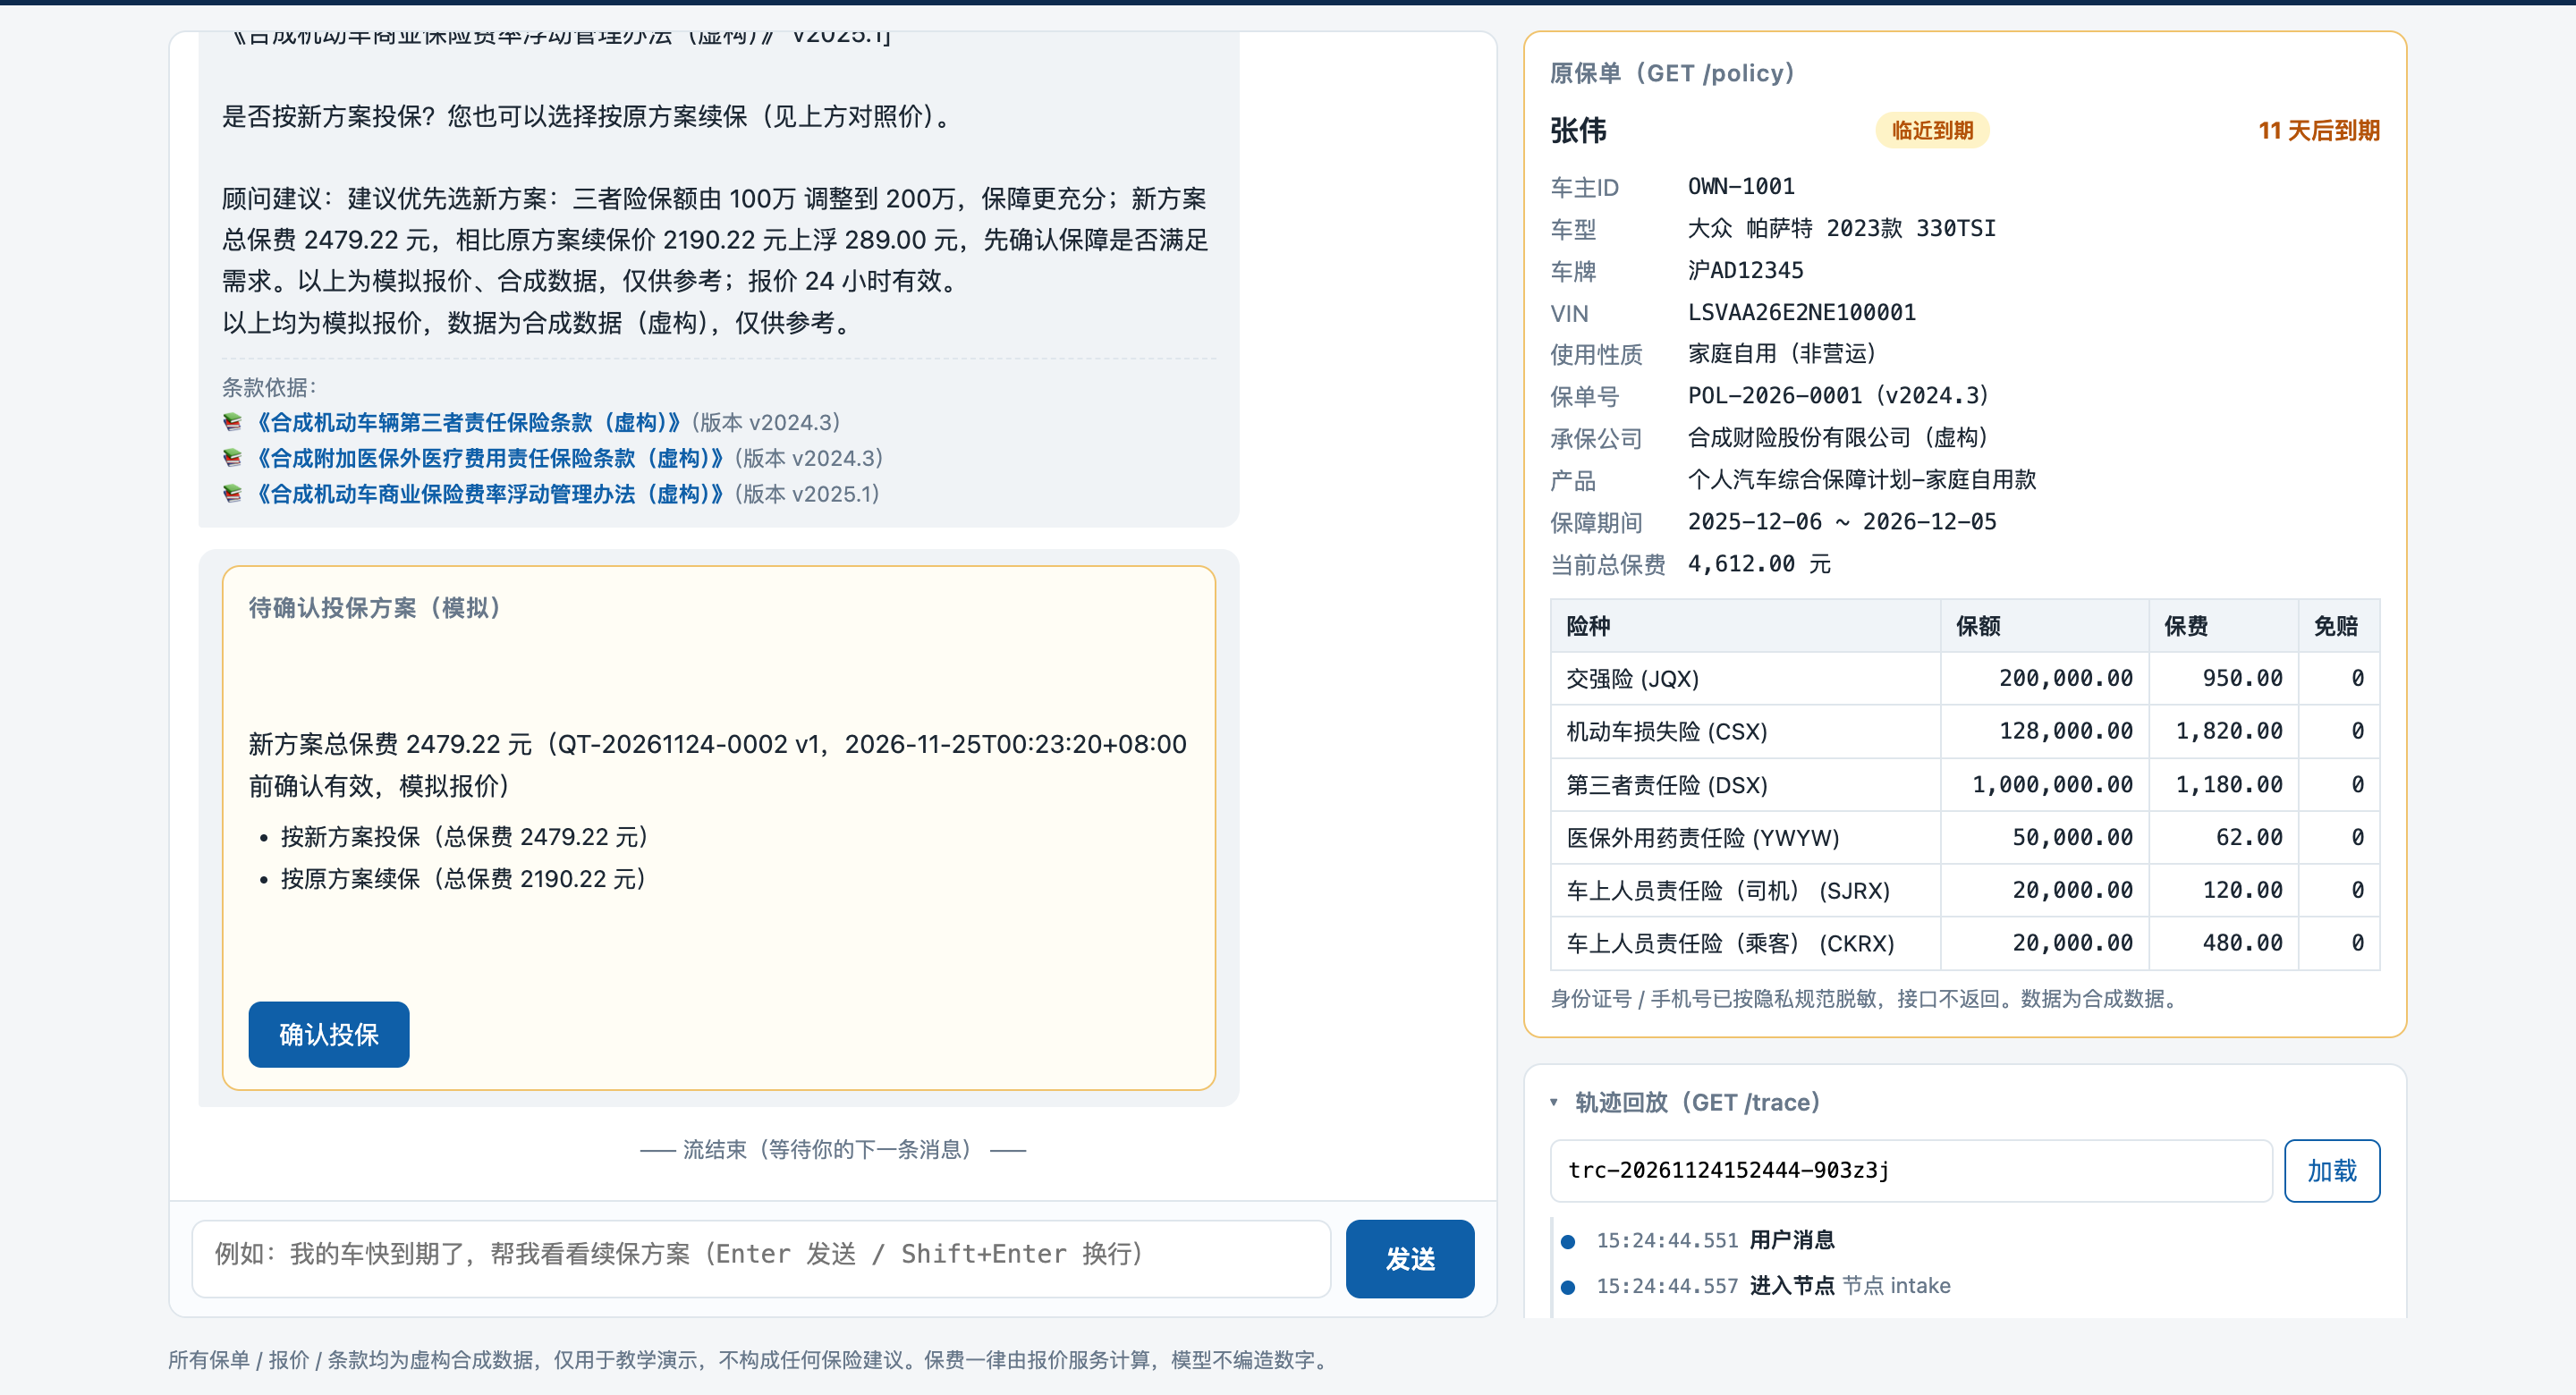 《合成机动车商业保险费率浮动管理办法（虚构）》 v2025.1]
是否按新方案投保？您也可以选择按原方案续保（见上方对照价）。
顾问建议：建议优先选新方案：三者险保额由 100万 调整到 200万，保障更充分；新方案
总保费 2479.22 元，相比原方案续保价 2190.22 元上浮 289.00 元，先确认保障是否满足
需求。以上为模拟报价、合成数据，仅供参考；报价 24 小时有效。
以上均为模拟报价，数据为合成数据（虚构），仅供参考。
条款依据：
《合成机动车辆第三者责任保险条款（虚构）》(版本 v2024.3)
《合成附加医保外医疗费用责任保险条款（虚构）》(版本 v2024.3)
《合成机动车商业保险费率浮动管理办法（虚构）》(版本 v2025.1)
待确认投保方案（模拟）
新方案总保费 2479.22 元（QT-20261124-0002 v1，2026-11-25T00:23:20+08:00
前确认有效，模拟报价）
• 按新方案投保（总保费 2479.22 元）
• 按原方案续保（总保费 2190.22 元）
确认投保
—— 流结束（等待你的下一条消息） ——
例如：我的车快到期了，帮我看看续保方案（Enter 发送 / Shift+Enter 换行）
发送
原保单（GET /policy）
张伟 临近到期 11 天后到期
车主ID OWN-1001
车型 大众 帕萨特 2023款 330TSI
车牌 沪AD12345
VIN LSVAA26E2NE100001
使用性质 家庭自用（非营运）
保单号 POL-2026-0001（v2024.3）
承保公司 合成财险股份有限公司（虚构）
产品 个人汽车综合保障计划-家庭自用款
保障期间 2025-12-06 ~ 2026-12-05
当前总保费 4,612.00 元
险种 保额 保费 免赔
交强险 (JQX) 200,000.00 950.00 0
机动车损失险 (CSX) 128,000.00 1,820.00 0
第三者责任险 (DSX) 1,000,000.00 1,180.00 0
医保外用药责任险 (YWYW) 50,000.00 62.00 0
车上人员责任险（司机） (SJRX) 20,000.00 120.00 0
车上人员责任险（乘客） (CKRX) 20,000.00 480.00 0
身份证号 / 手机号已按隐私规范脱敏，接口不返回。数据为合成数据。
▾ 轨迹回放（GET /trace）
trc-20261124152444-903z3j 加载
15:24:44.551 用户消息
15:24:44.557 进入节点 节点 intake
所有保单 / 报价 / 条款均为虚构合成数据，仅用于教学演示，不构成任何保险建议。保费一律由报价服务计算，模型不编造数字。